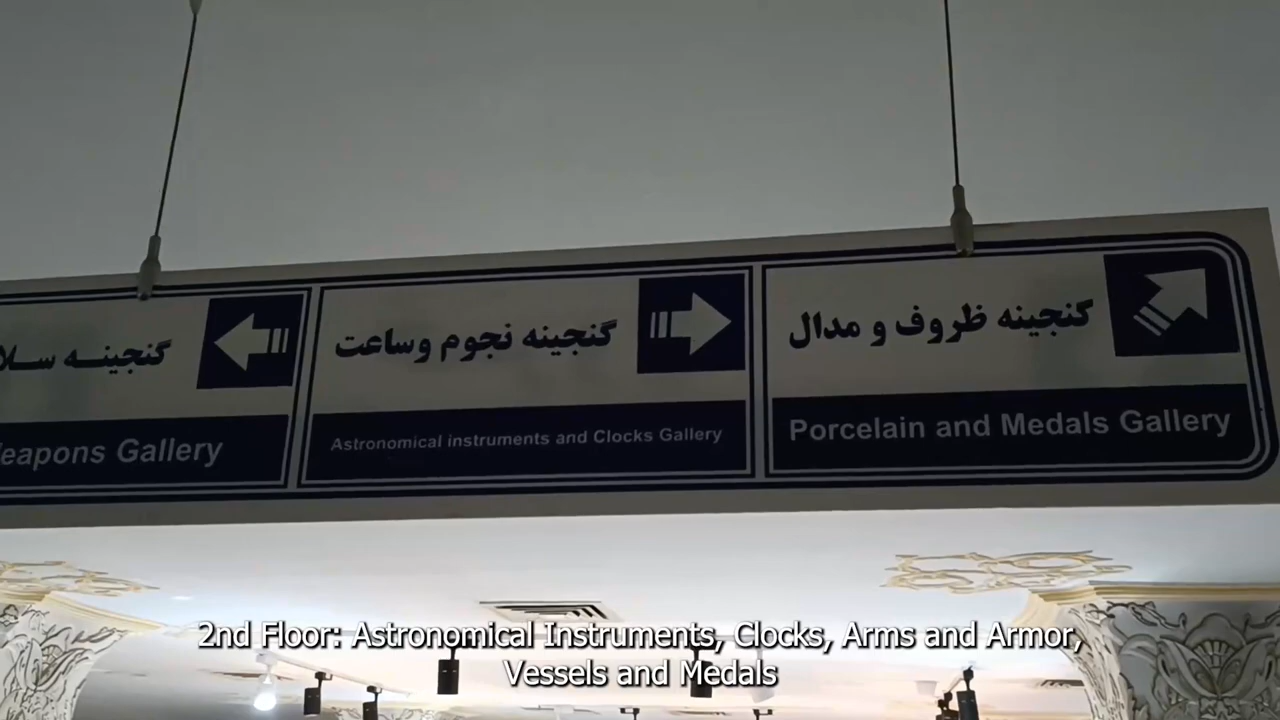 گنجینه
eapons Gallery
گنجینه نجوم وساعت
Astronomical instruments and Clocks Gallery
گنجینه ظروف و مدال
Porcelain and Medals Gallery
2nd Floor: Astronomical Instruments, Clocks, Arms and Armor,
Vessels and Medals